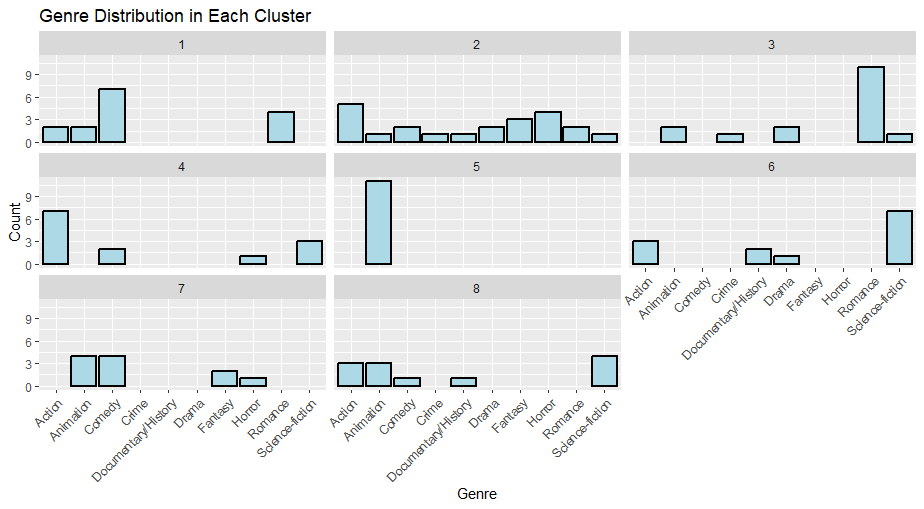 Genre Distribution in Each Cluster
1
2
3
9
6
3
0
4
5
6
9
6
3
0
Count
Action
Animation
Comedy
Crime
Documentary/History
Drama
Fantasy
Horror
Romance
Science-fiction
7
8
9
6
3
0
Action
Animation
Comedy
Crime
Documentary/History
Drama
Fantasy
Horror
Romance
Science-fiction
Action
Animation
Comedy
Crime
Documentary/History
Drama
Fantasy
Horror
Romance
Science-fiction
Genre